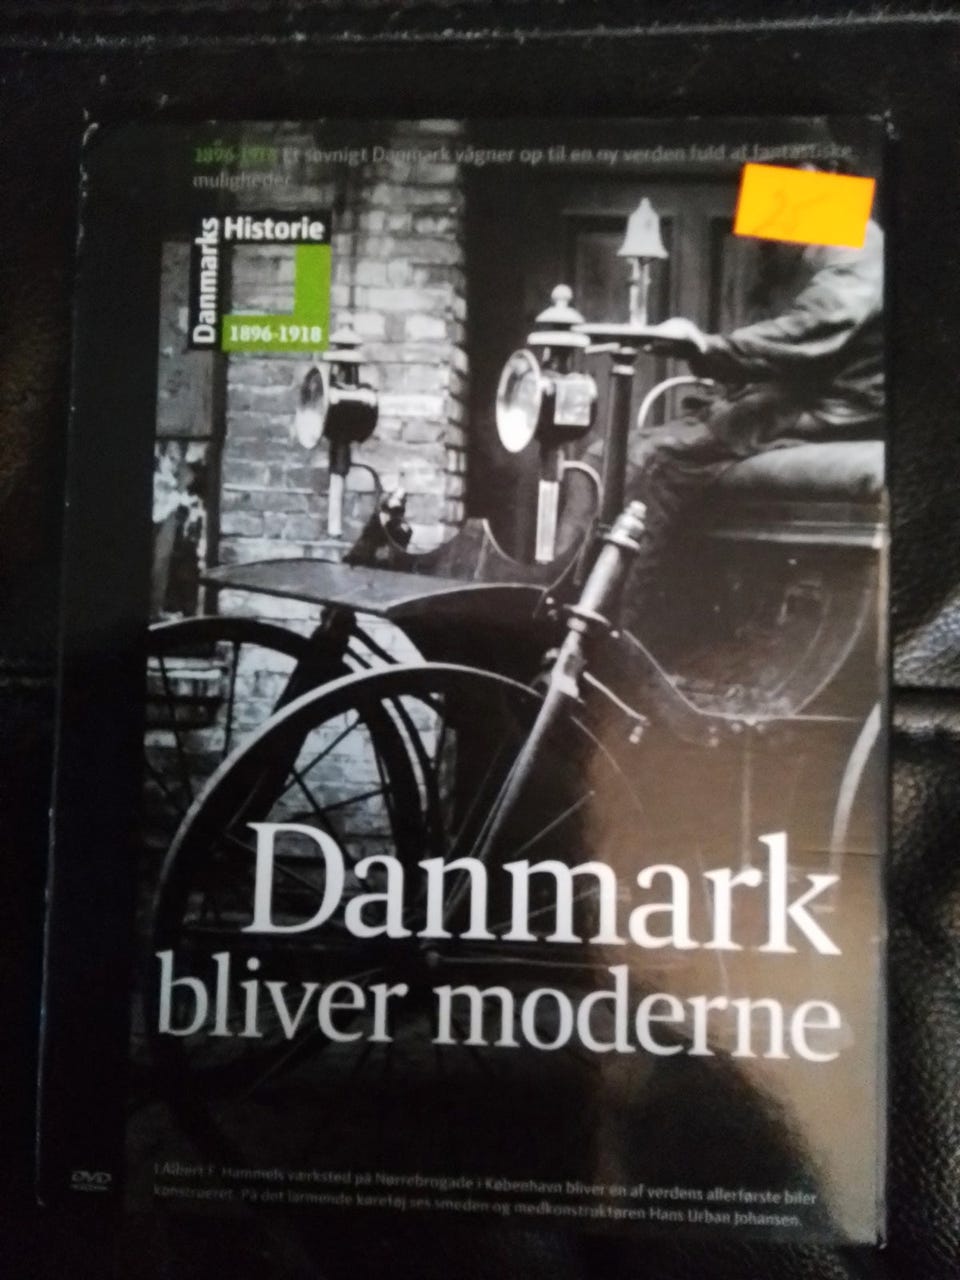 1896-1918 Et søvnigt Danmark vågner op til en ny verden fuld af fantastiske
muligheder
Danmarks
Historie
1896-1918
25
Danmark
bliver moderne
DVD
I Albert F. Hammels værksted på Nørrebrogade i København bliver en af verdens allerførste biler
konstrueret. På det larmende køretøj ses smeden og medkonstruktøren Hans Urban Johansen.